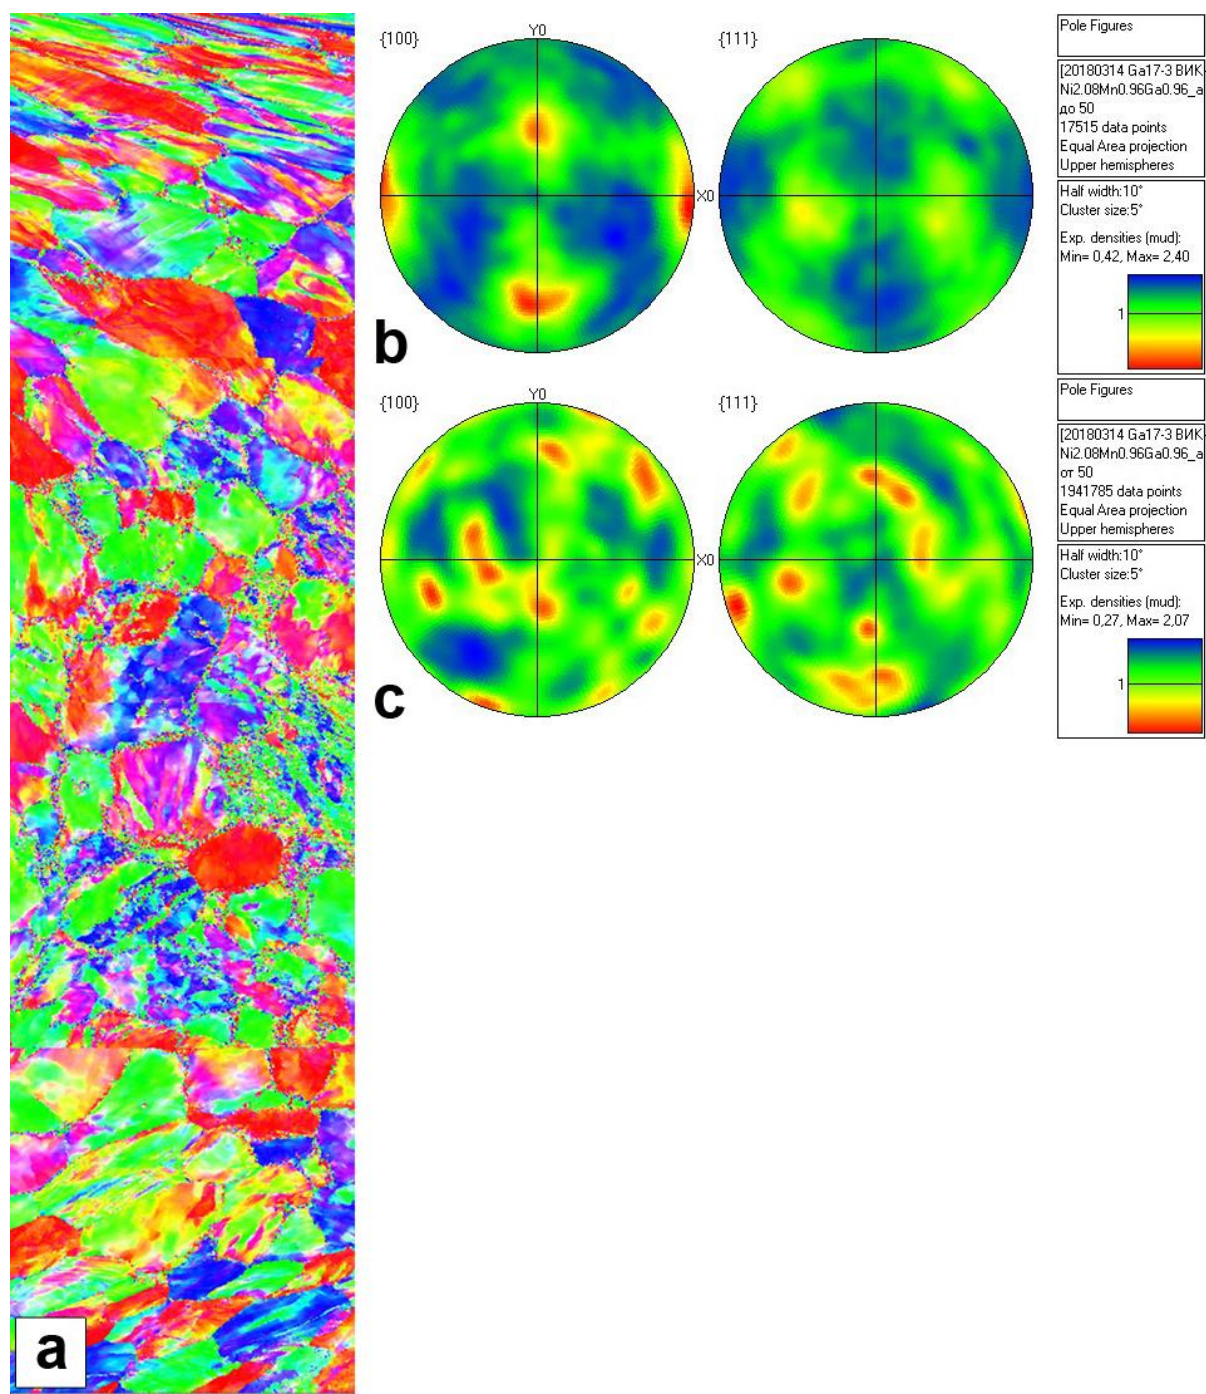 {100}
Y0
{111}
X0
b
Pole Figures
[20180314 Ga17-3 ВИК
Ni2.08Mn0.96Ga0.96_a
до 50
17515 data points
Equal Area projection
Upper hemispheres
Half width:10°
Cluster size:5°
Exp. densities (mud):
Min= 0,42, Max= 2,40
1
{100}
Y0
{111}
X0
c
Pole Figures
[20180314 Ga17-3 ВИК
Ni2.08Mn0.96Ga0.96_a
от 50
1941785 data points
Equal Area projection
Upper hemispheres
Half width:10°
Cluster size:5°
Exp. densities (mud):
Min= 0,27, Max= 2,07
1
a